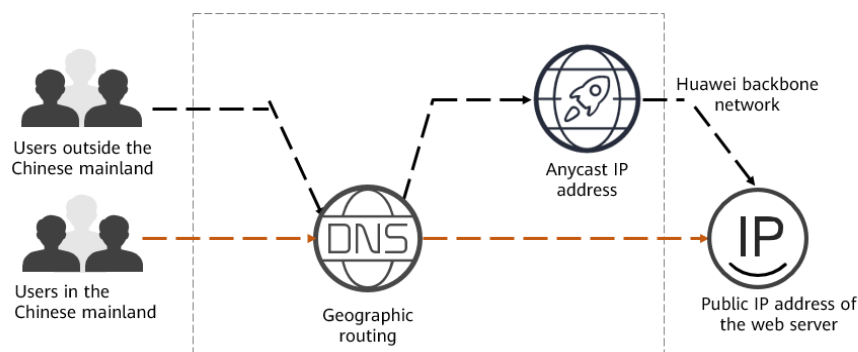 Huawei backbone
network
Users outside the
Chinese mainland
Anycast IP
address
DNS
IP
Users in the
Chinese mainland
Geographic
routing
Public IP address of
the web server